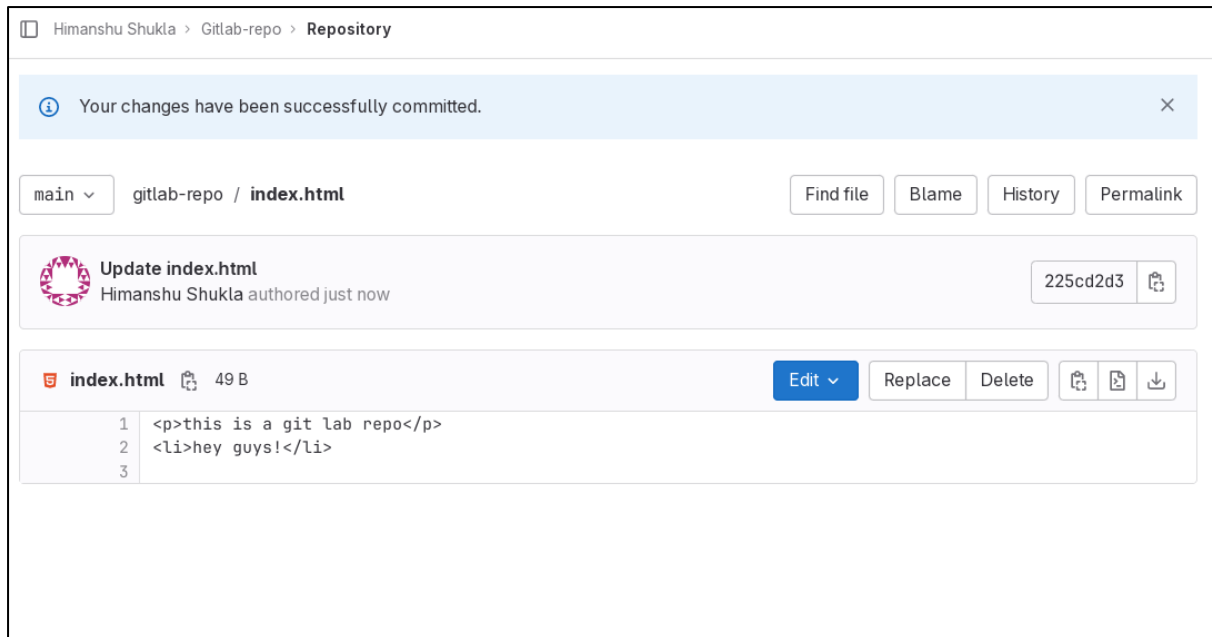 Himanshu Shukla > Gitlab-repo > Repository
Your changes have been successfully committed.
main gitlab-repo / index.html Find file Blame History Permalink
Update index.html
Himanshu Shukla authored just now
225cd2d3
index.html 49 B Edit Replace Delete
1 <p>this is a git lab repo</p>
2 <li>hey guys!</li>
3